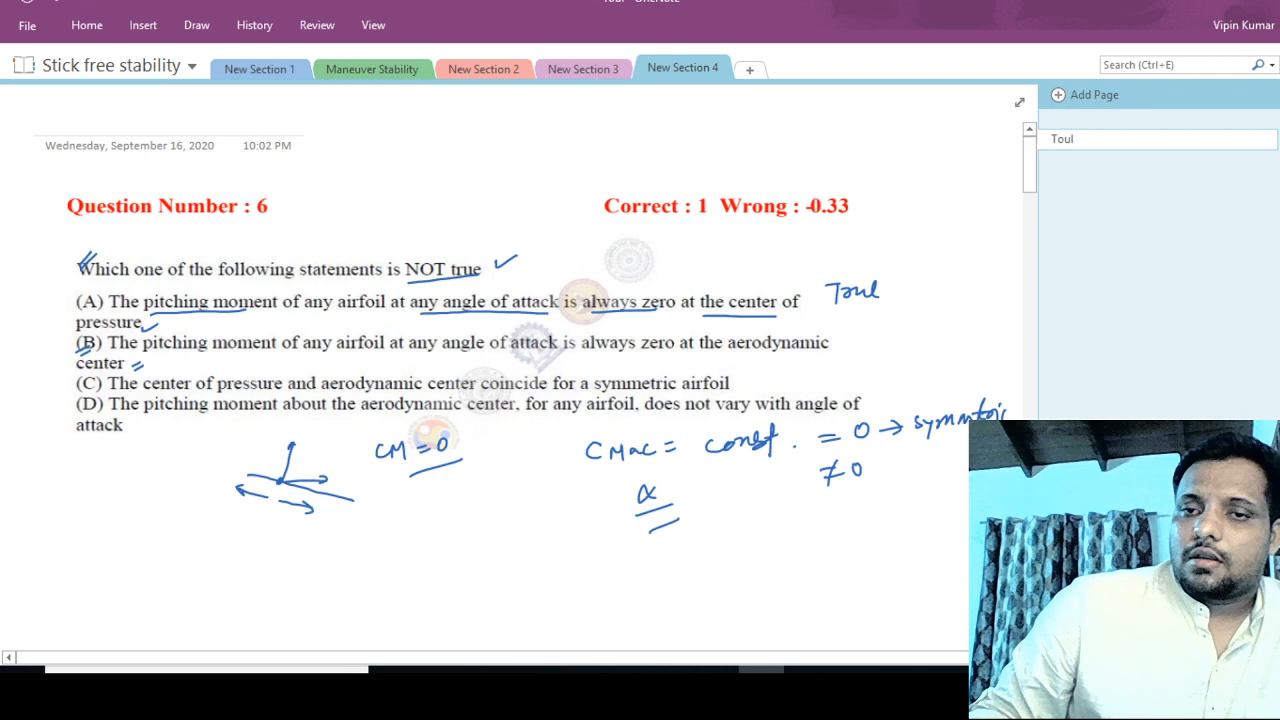 File Home Insert Draw History Review View Vipin Kumar
Stick free stability New Section 1 Maneuver Stability New Section 2 New Section 3 New Section 4 Search (Ctrl+E)
Add Page
Toul
Wednesday, September 16, 2020 10:02 PM
Question Number : 6 Correct : 1 Wrong : -0.33
Which one of the following statements is NOT true
(A) The pitching moment of any airfoil at any angle of attack is always zero at the center of
pressure
Toul
(B) The pitching moment of any airfoil at any angle of attack is always zero at the aerodynamic
center
(C) The center of pressure and aerodynamic center coincide for a symmetric airfoil
(D) The pitching moment about the aerodynamic center, for any airfoil, does not vary with angle of
attack
CM = 0
CMac = const. = 0 → symmtric
≠ 0
α